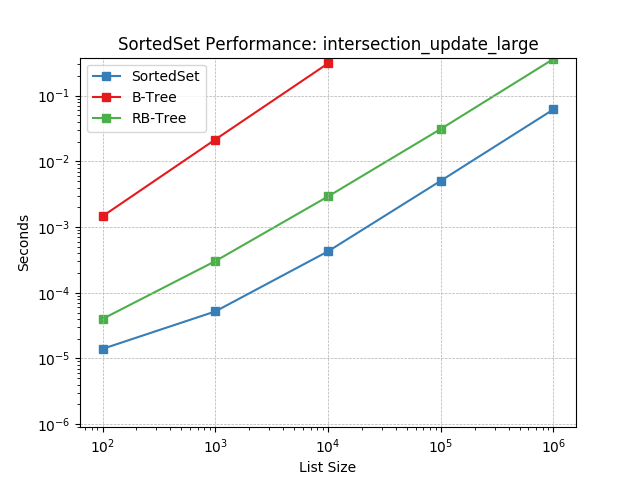 SortedSet Performance: intersection_update_large
SortedSet
B-Tree
RB-Tree
Seconds
10⁻¹
10⁻²
10⁻³
10⁻⁴
10⁻⁵
10⁻⁶
10² 10³ 10⁴ 10⁵ 10⁶
List Size